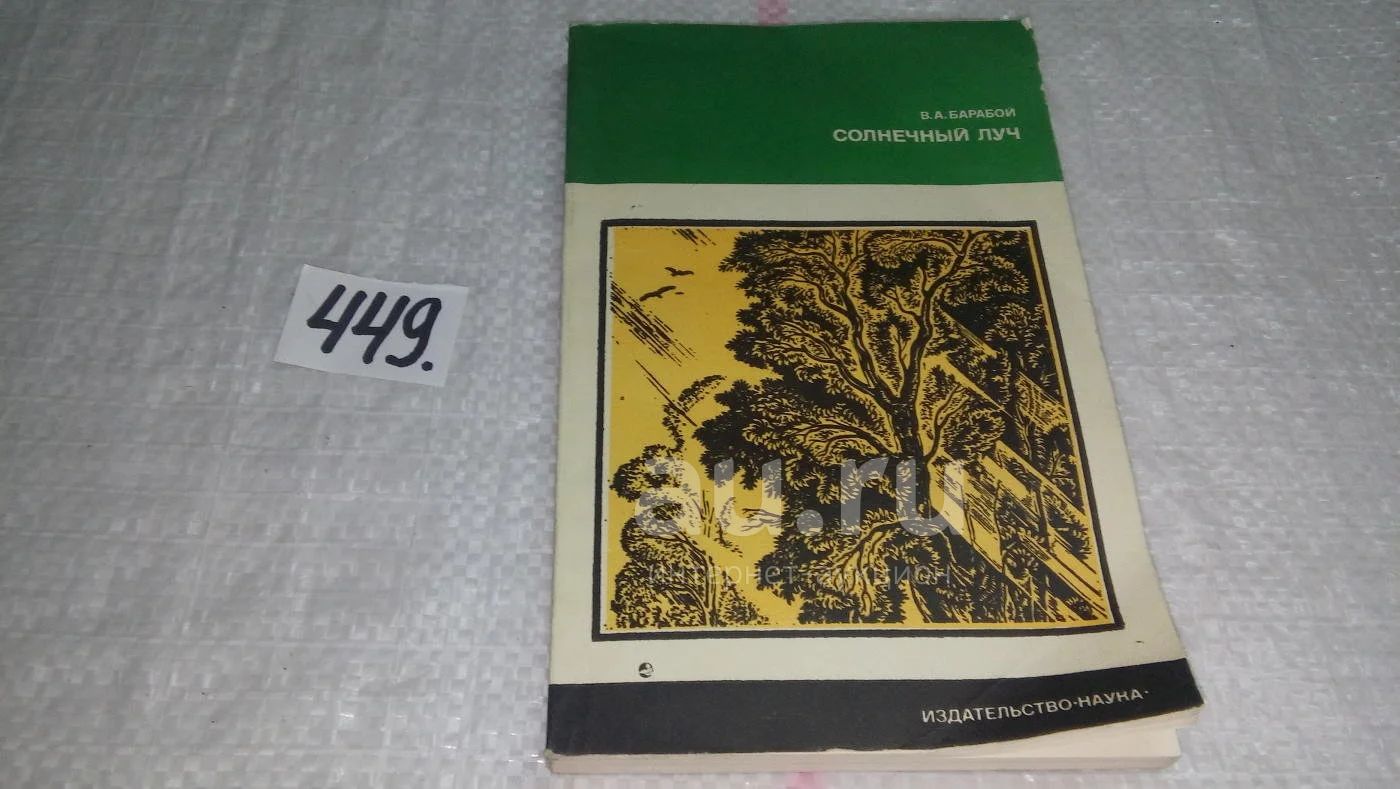 В.А.БАРАБОЙ
СОЛНЕЧНЫЙ ЛУЧ
449.
au.ru
интернет аукцион
ИЗДАТЕЛЬСТВО·НАУКА·